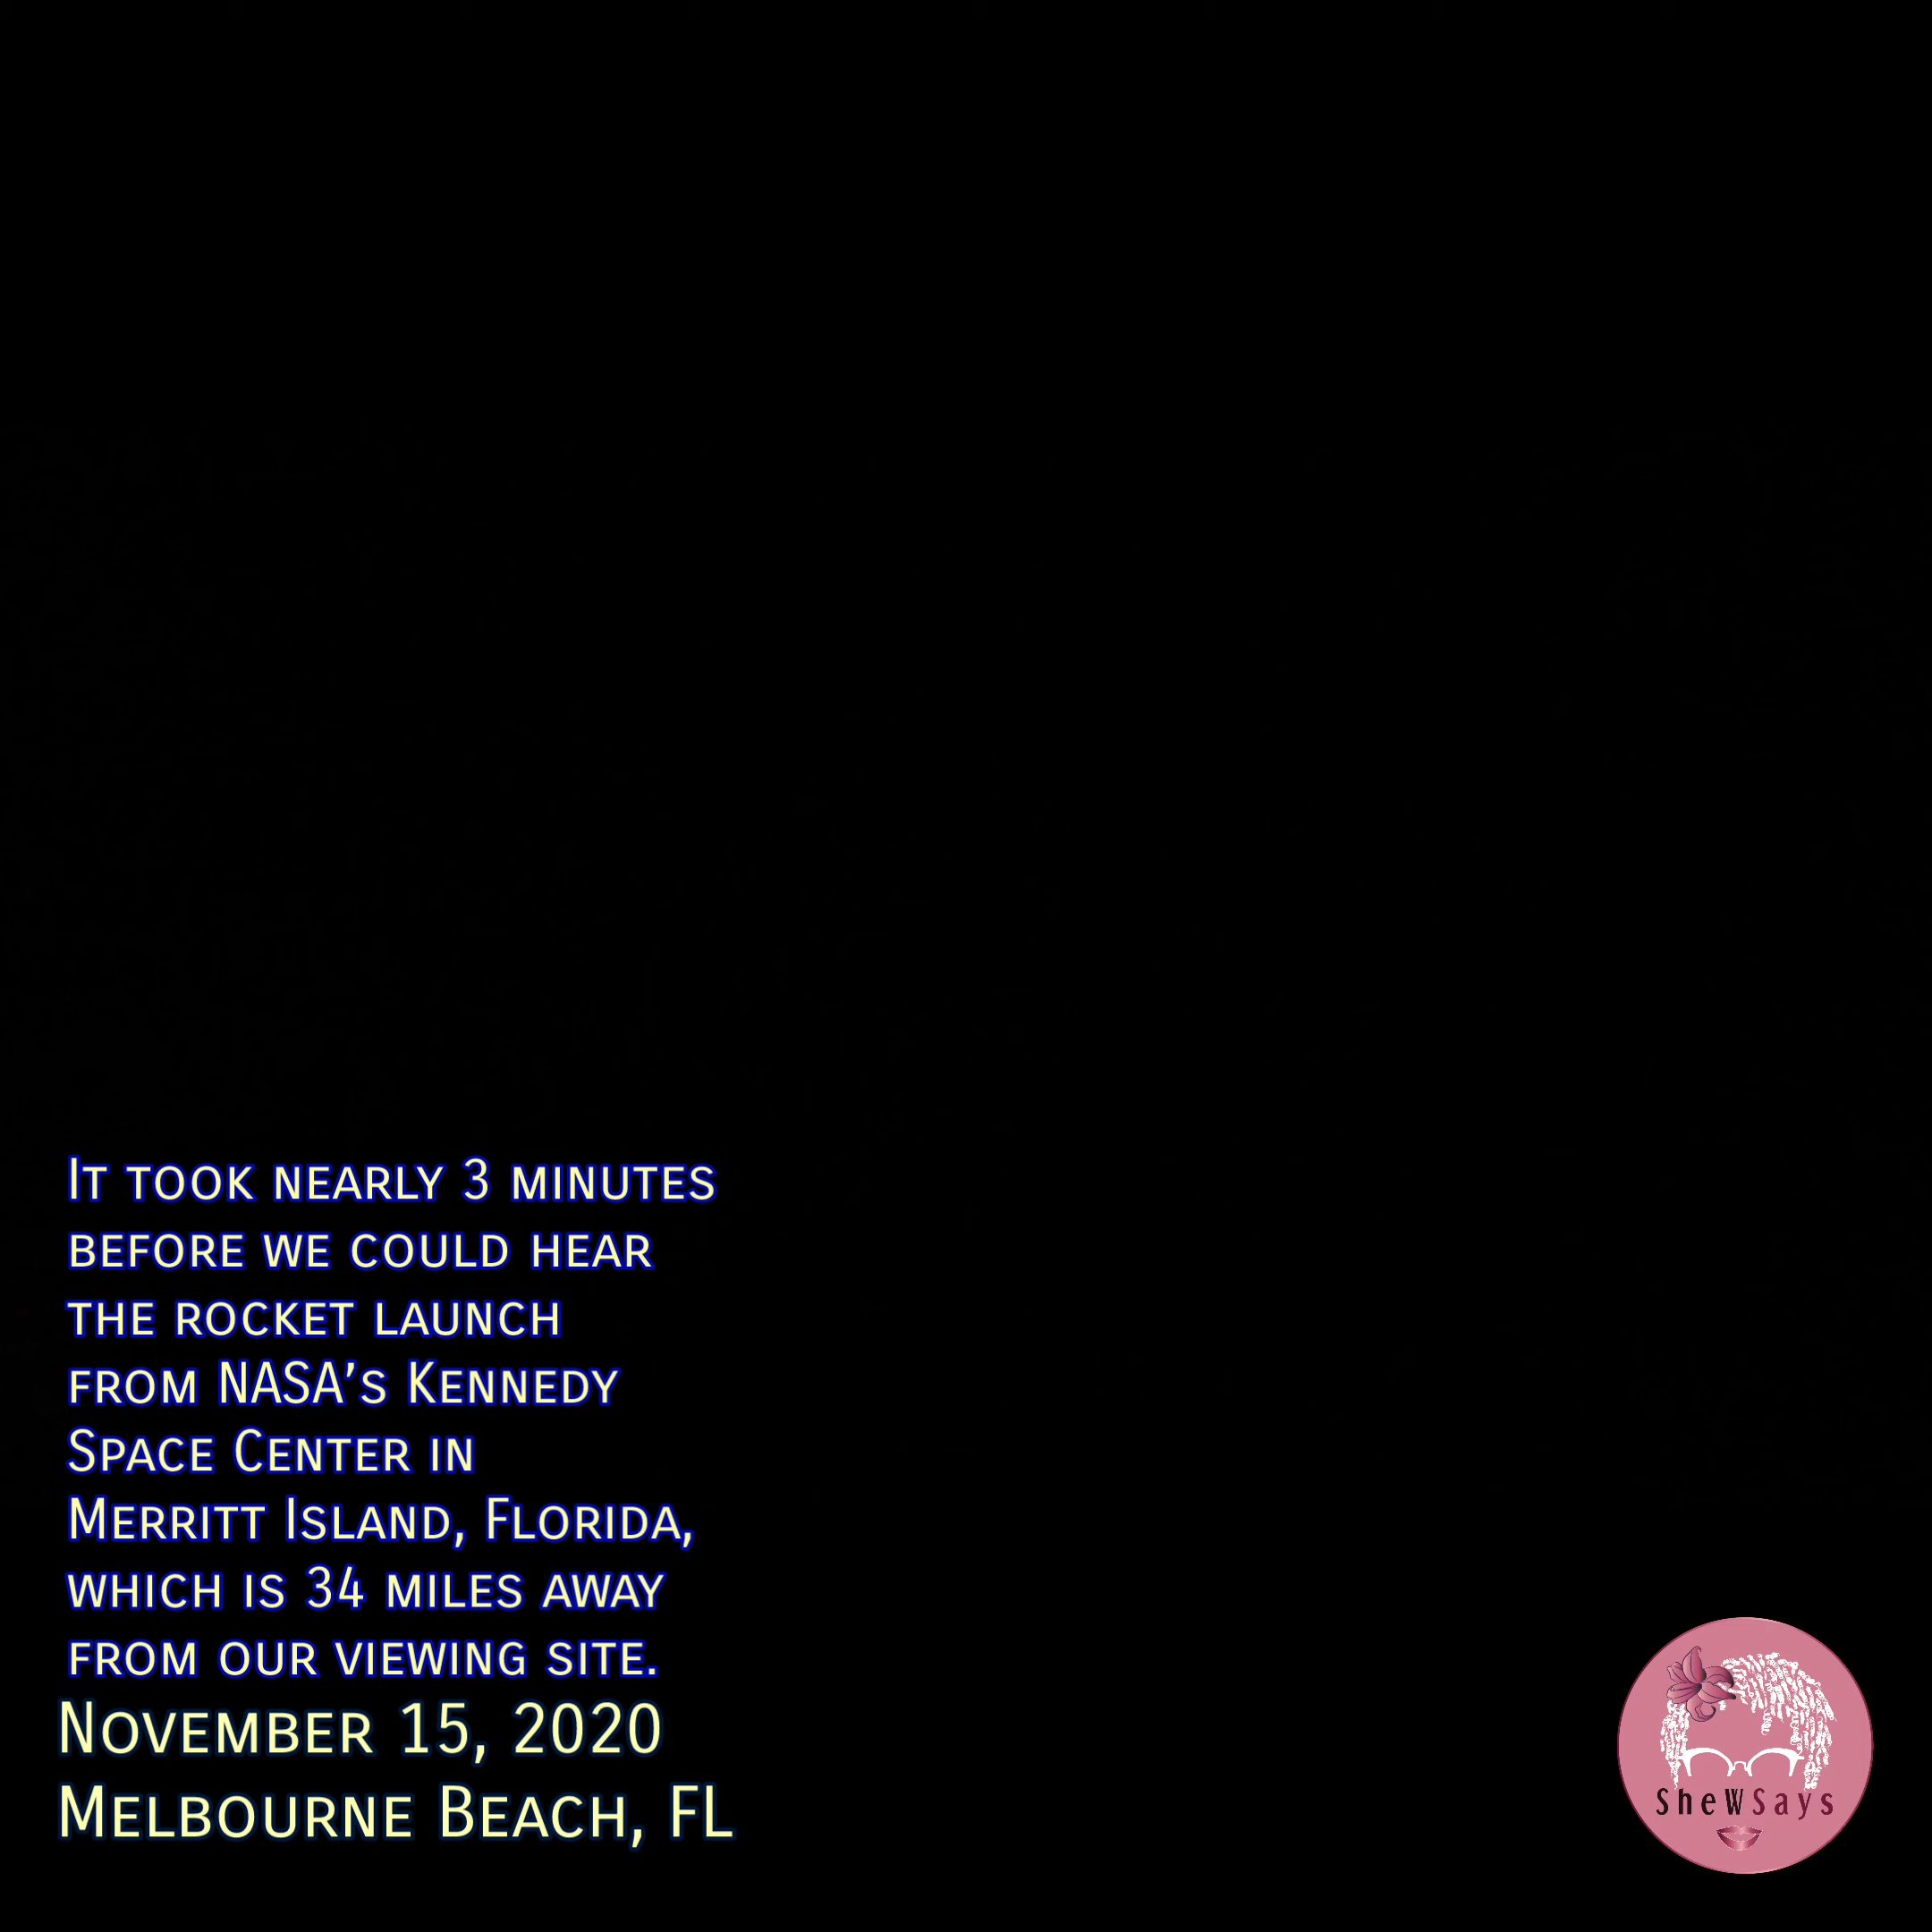 It took nearly 3 minutes
before we could hear
the rocket launch
from NASA's Kennedy
Space Center in
Merritt Island, Florida,
which is 34 miles away
from our viewing site.
November 15, 2020
Melbourne Beach, FL
SheWSays